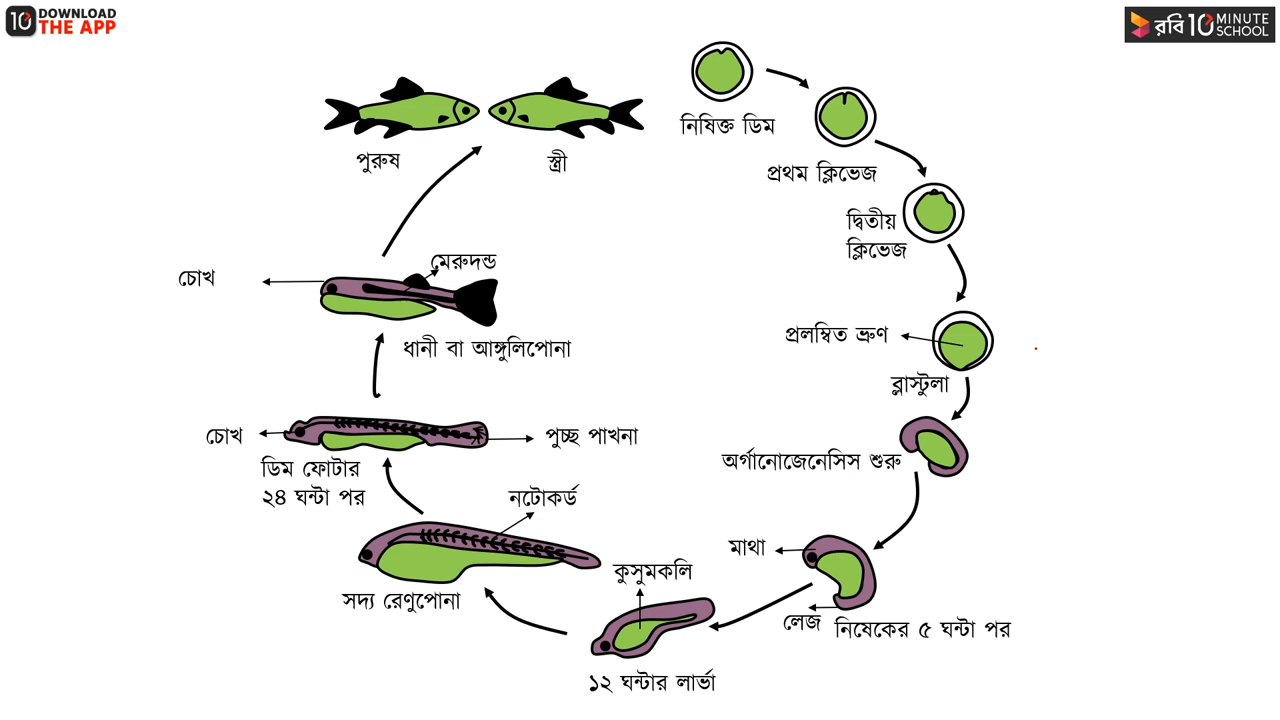 10 DOWNLOAD
THE APP
রবি 10 MINUTE
SCHOOL
নিষিক্ত ডিম
প্রথম ক্লিভেজ
দ্বিতীয়
ক্লিভেজ
প্রলম্বিত ভ্রুণ
ব্লাস্টুলা
অর্গানোজেনেসিস শুরু
মাথা
লেজ
নিষেকের ৫ ঘন্টা পর
কুসুমকলি
১২ ঘন্টার লার্ভা
নটোকর্ড
সদ্য রেণুপোনা
চোখ
পুচ্ছ পাখনা
ডিম ফোটার
২৪ ঘন্টা পর
চোখ
মেরুদন্ড
ধানী বা আঙ্গুলিপোনা
পুরুষ
স্ত্রী